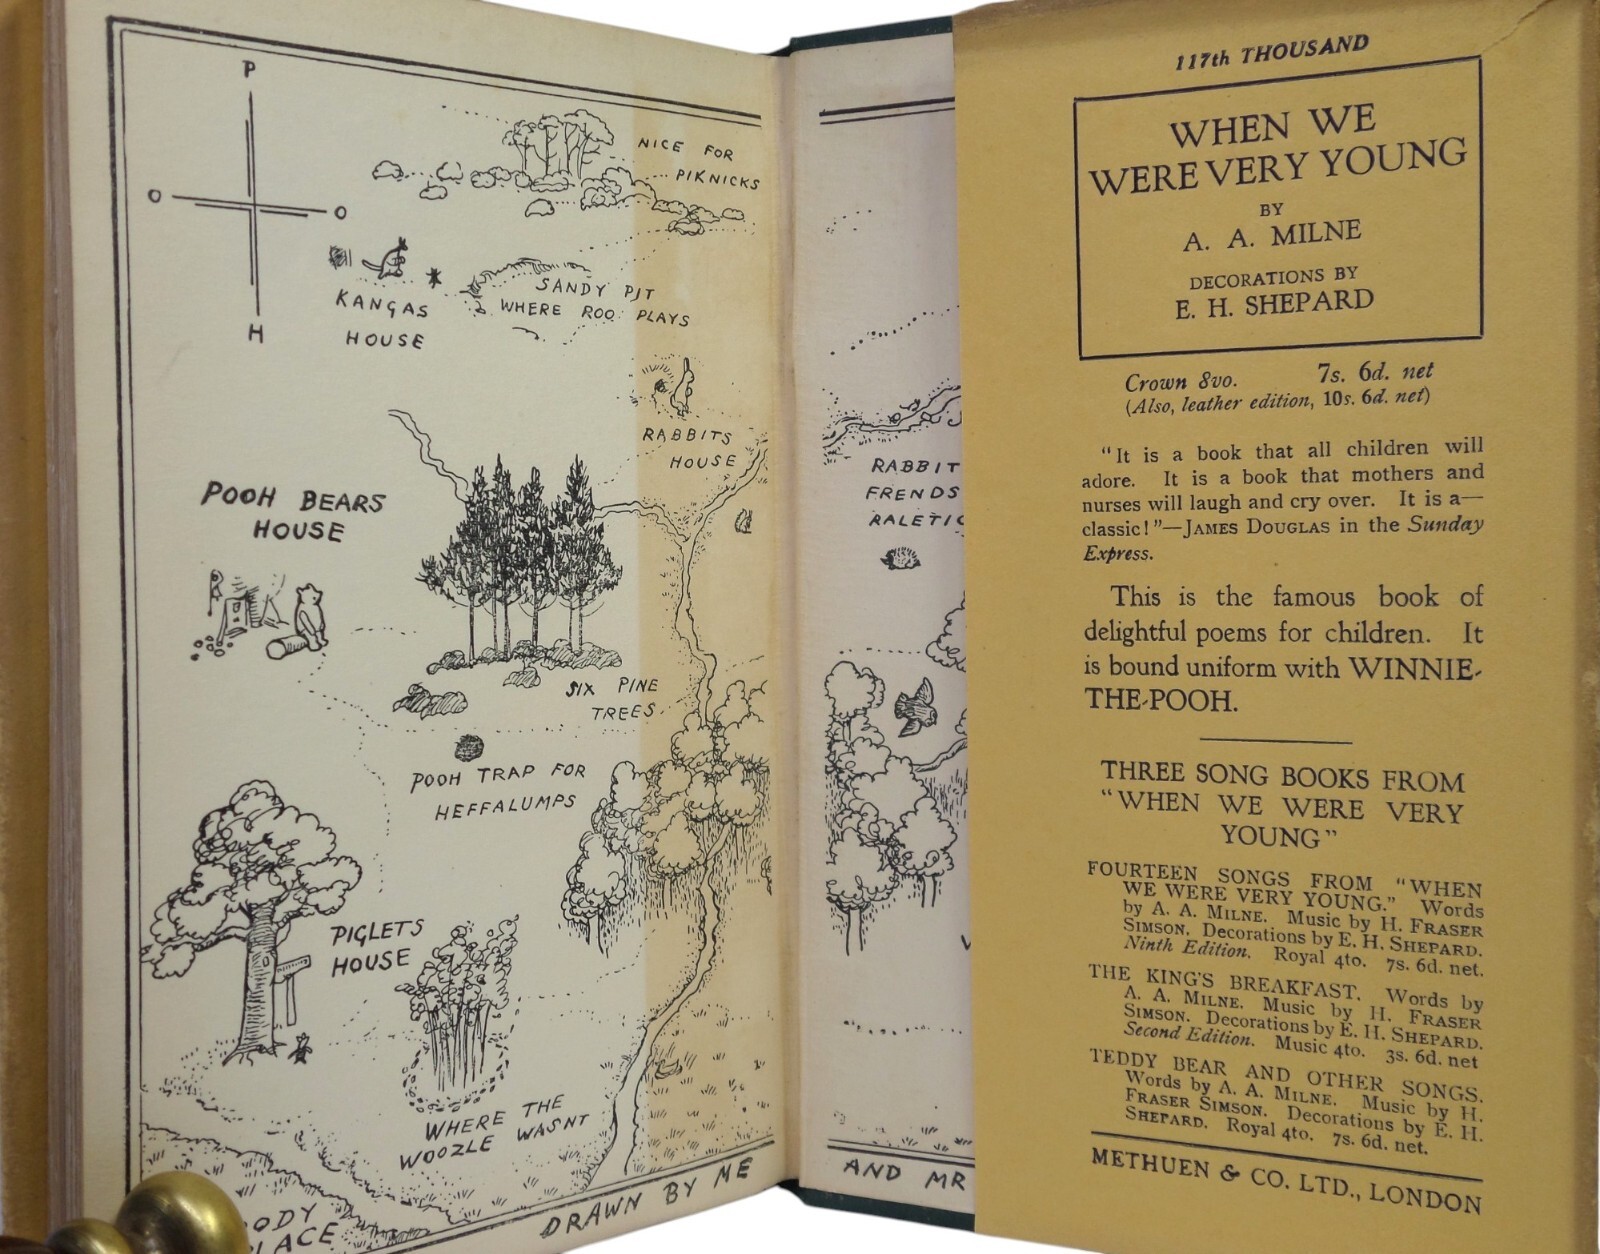 P
O
O
H
NICE FOR
PIKNICKS
KANGAS
HOUSE
SANDY PIT
WHERE ROO PLAYS
RABBITS
HOUSE
POOH BEARS
HOUSE
SIX PINE
TREES
POOH TRAP FOR
HEFFALUMPS
PIGLETS
HOUSE
WHERE THE
WOOZLE WASNT
DRAWN BY ME
RABBIT
FRENDS
AND MR
117th THOUSAND
WHEN WE
WERE VERY YOUNG
BY
A. A. MILNE
DECORATIONS BY
E. H. SHEPARD
Crown 8vo. 7s. 6d. net
(Also, leather edition, 10s. 6d. net)
"It is a book that all children will
adore. It is a book that mothers and
nurses will laugh and cry over. It is a—
classic!"—JAMES DOUGLAS in the Sunday
Express.
This is the famous book of
delightful poems for children. It
is bound uniform with WINNIE-
THE-POOH.
THREE SONG BOOKS FROM
"WHEN WE WERE VERY
YOUNG"
FOURTEEN SONGS FROM "WHEN
WE WERE VERY YOUNG." Words
by A. A. MILNE. Music by H. FRASER
SIMSON. Decorations by E. H. SHEPARD.
Ninth Edition. Royal 4to. 7s. 6d. net.
THE KING'S BREAKFAST. Words by
A. A. MILNE. Music by H. FRASER
SIMSON. Decorations by E. H. SHEPARD.
Second Edition. Music 4to. 3s. 6d. net
TEDDY BEAR AND OTHER SONGS.
Words by A. A. MILNE. Music by H.
FRASER SIMSON. Decorations by E. H.
SHEPARD. Royal 4to. 7s. 6d. net.
METHUEN & CO. LTD., LONDON